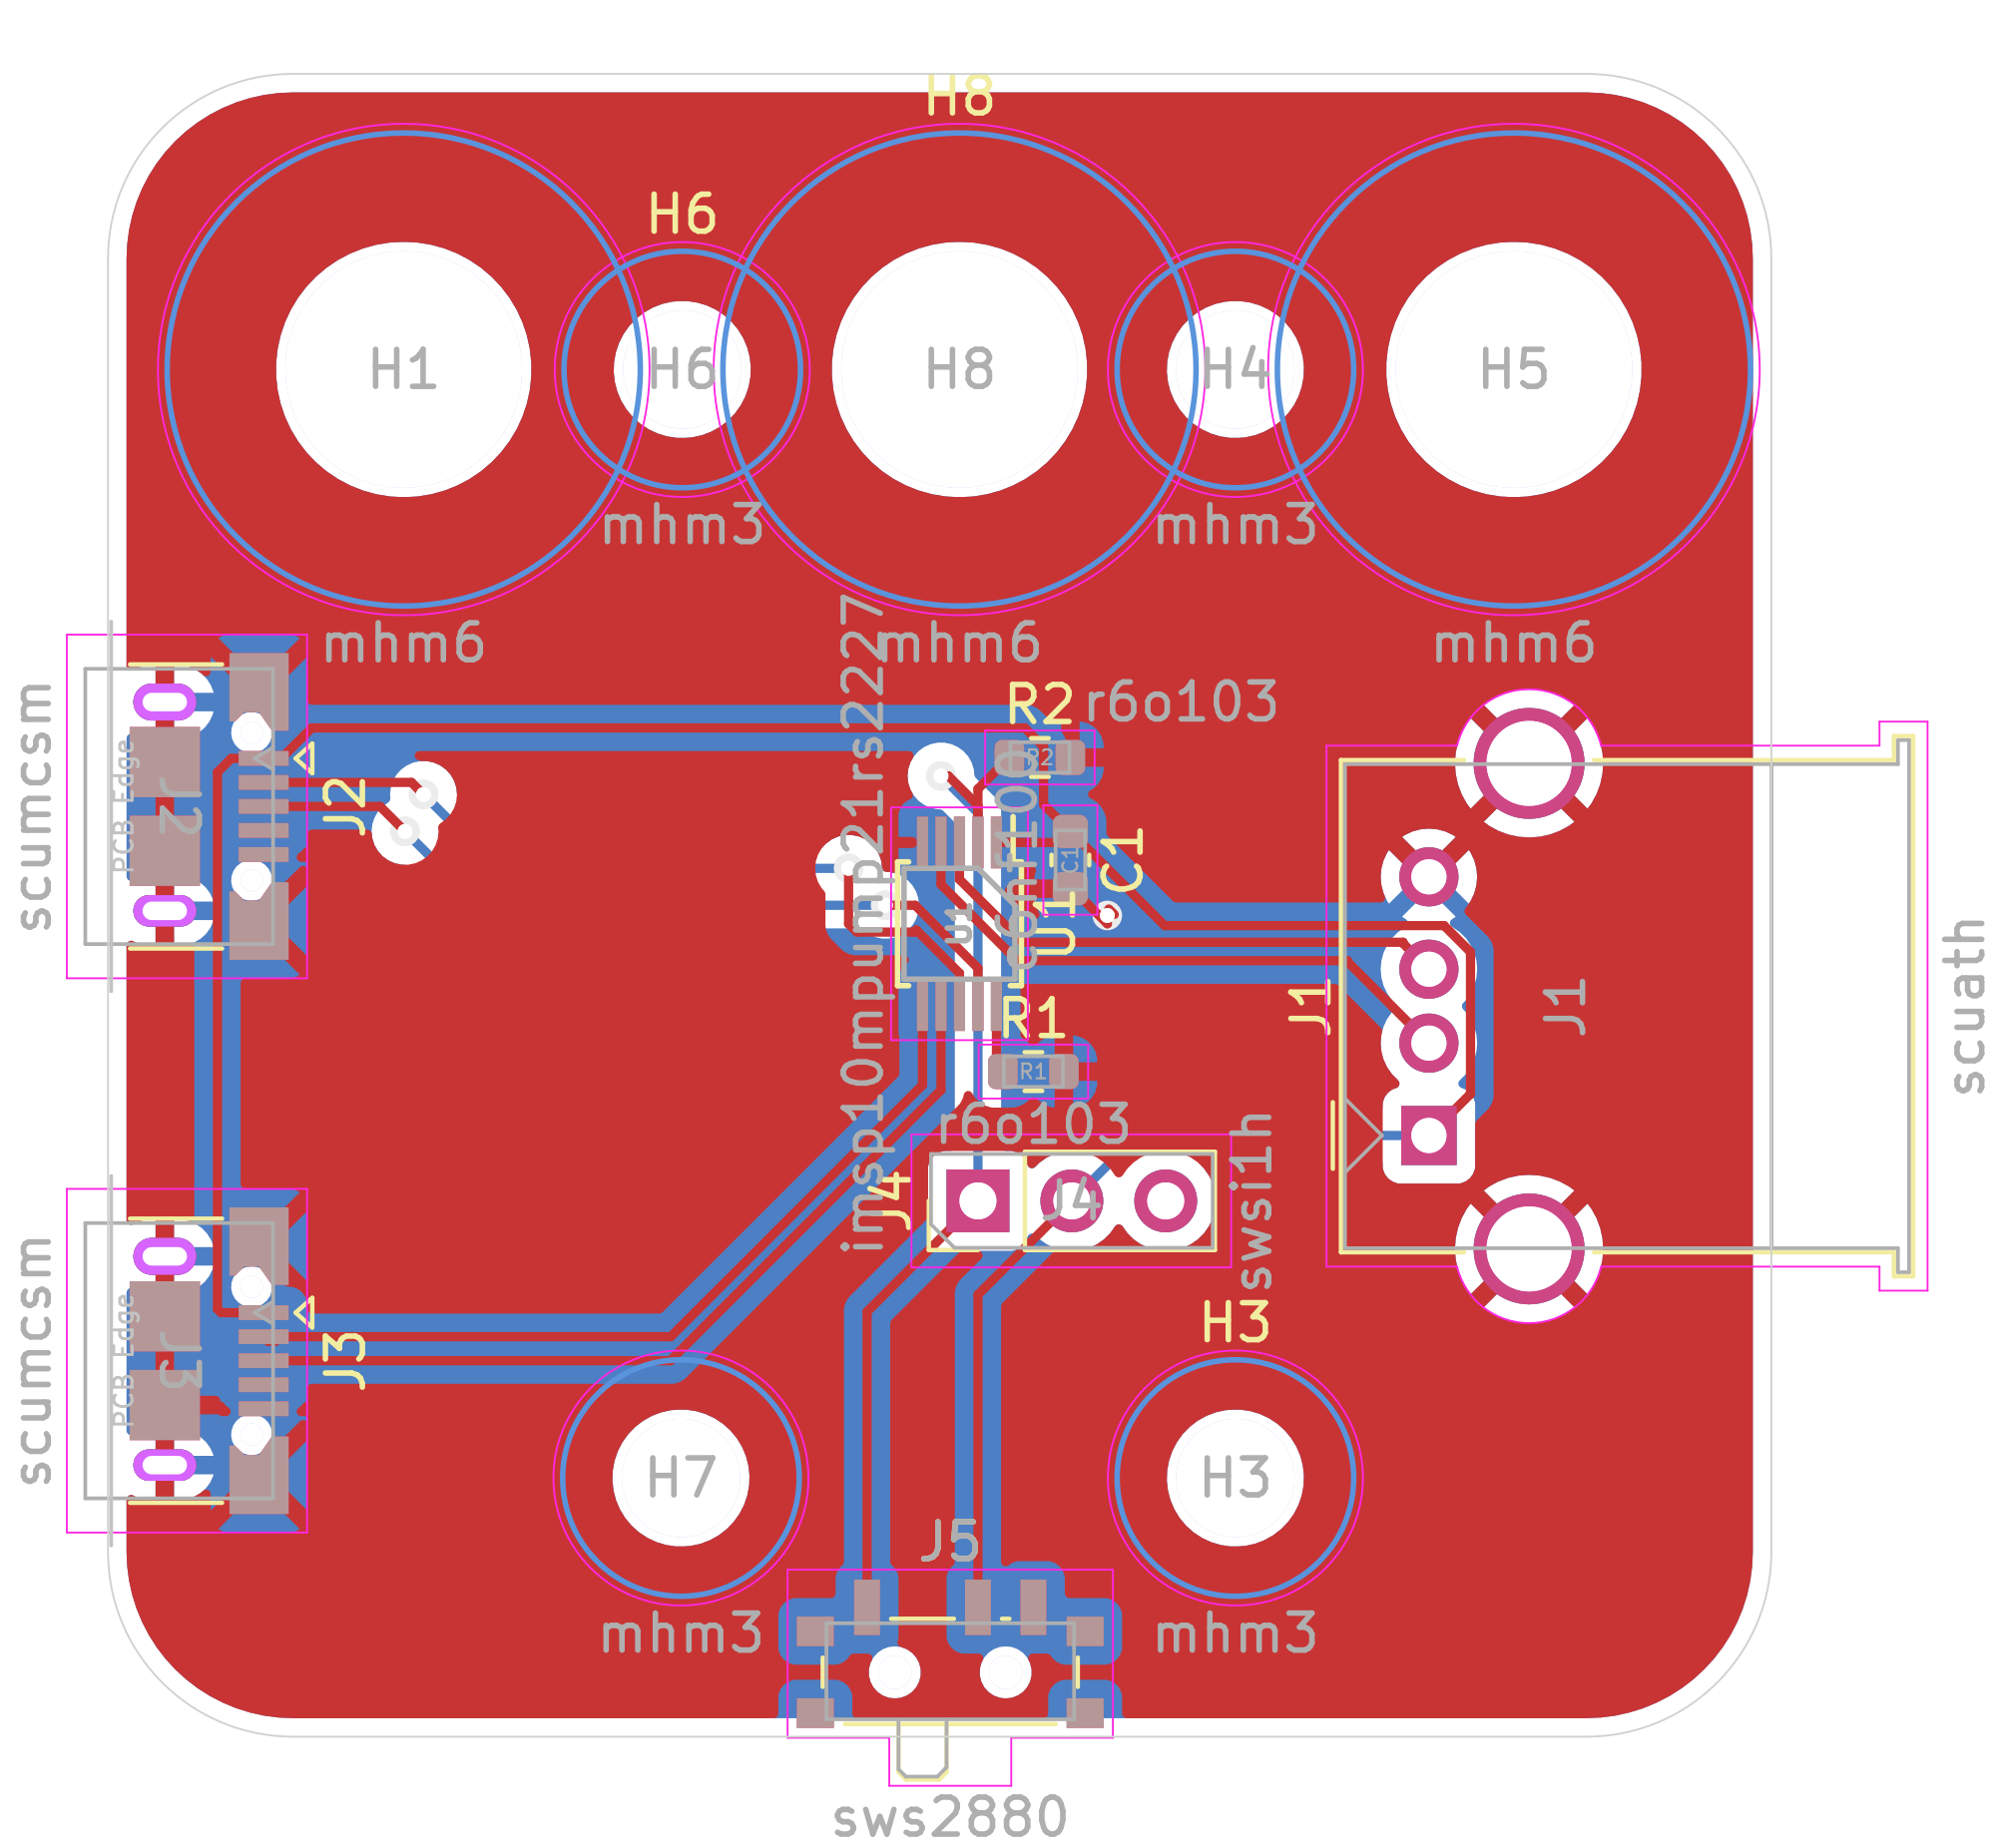 H8
H6
H1
H6
H8
H4
H5
mhm3
mhm3
mhm6
mhm6
mhm6
scumcsm
PCB Edge
J2
J2
R2
r6o103
R2
C1
C1
U1
U1
imsp10mpump21rs2227
R1
R1
r6o103
J1
J1
scuath
J4
J4
swsi1h
scumcsm
PCB Edge
J3
J3
H3
H7
H3
mhm3
mhm3
J5
sws2880